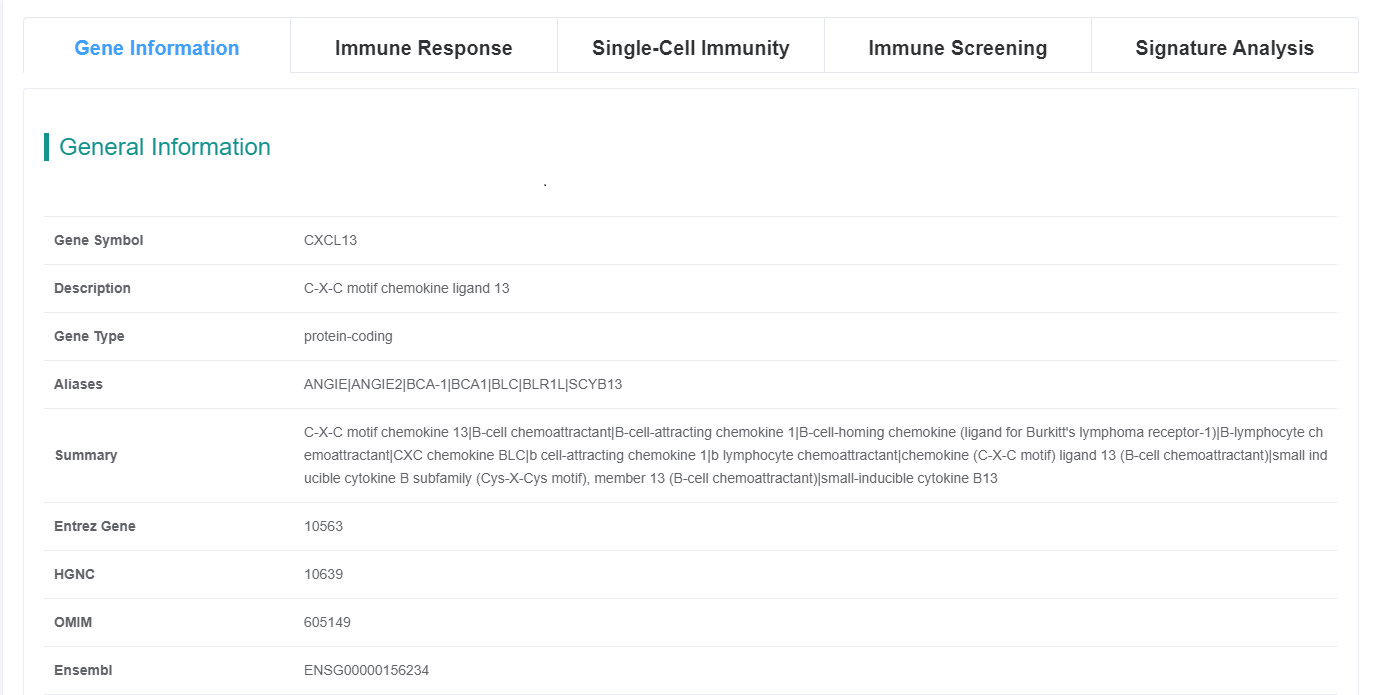 Gene Information Immune Response Single-Cell Immunity Immune Screening Signature Analysis
General Information
.
Gene Symbol CXCL13
Description C-X-C motif chemokine ligand 13
Gene Type protein-coding
Aliases ANGIE|ANGIE2|BCA-1|BCA1|BLC|BLR1L|SCYB13
Summary C-X-C motif chemokine 13|B-cell chemoattractant|B-cell-attracting chemokine 1|B-cell-homing chemokine (ligand for Burkitt's lymphoma receptor-1)|B-lymphocyte ch
emoattractant|CXC chemokine BLC|b cell-attracting chemokine 1|b lymphocyte chemoattractant|chemokine (C-X-C motif) ligand 13 (B-cell chemoattractant)|small ind
ucible cytokine B subfamily (Cys-X-Cys motif), member 13 (B-cell chemoattractant)|small-inducible cytokine B13
Entrez Gene 10563
HGNC 10639
OMIM 605149
Ensembl ENSG00000156234